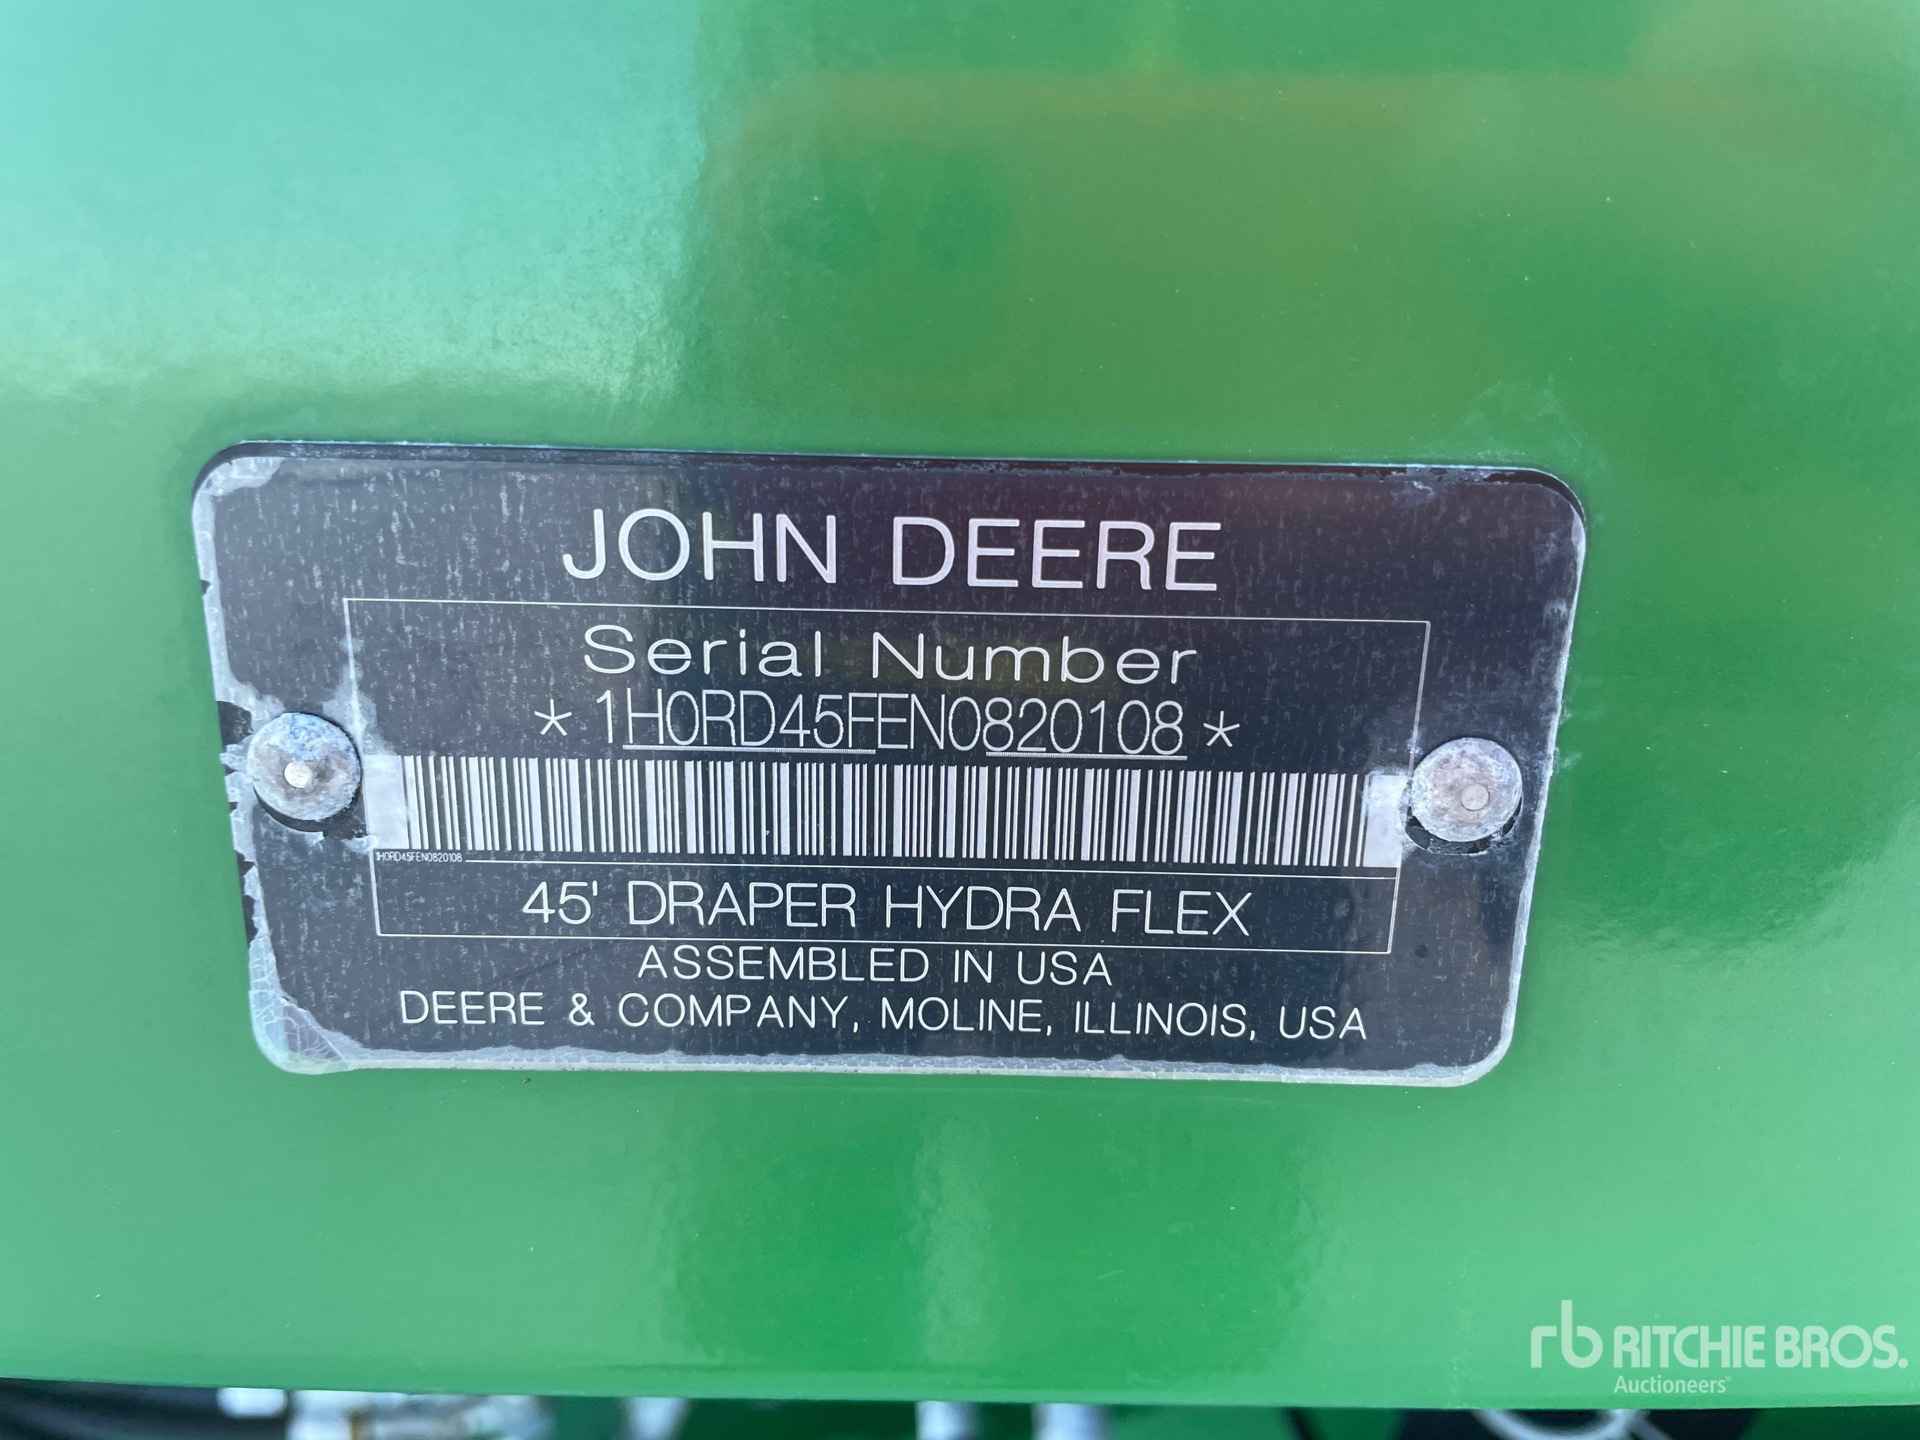 JOHN DEERE
Serial Number
*1H0RD45FEN0820108*
1H0RD45FEN0820108
45' DRAPER HYDRA FLEX
ASSEMBLED IN USA
DEERE & COMPANY, MOLINE, ILLINOIS, USA
rb RITCHIE BROS.
Auctioneers